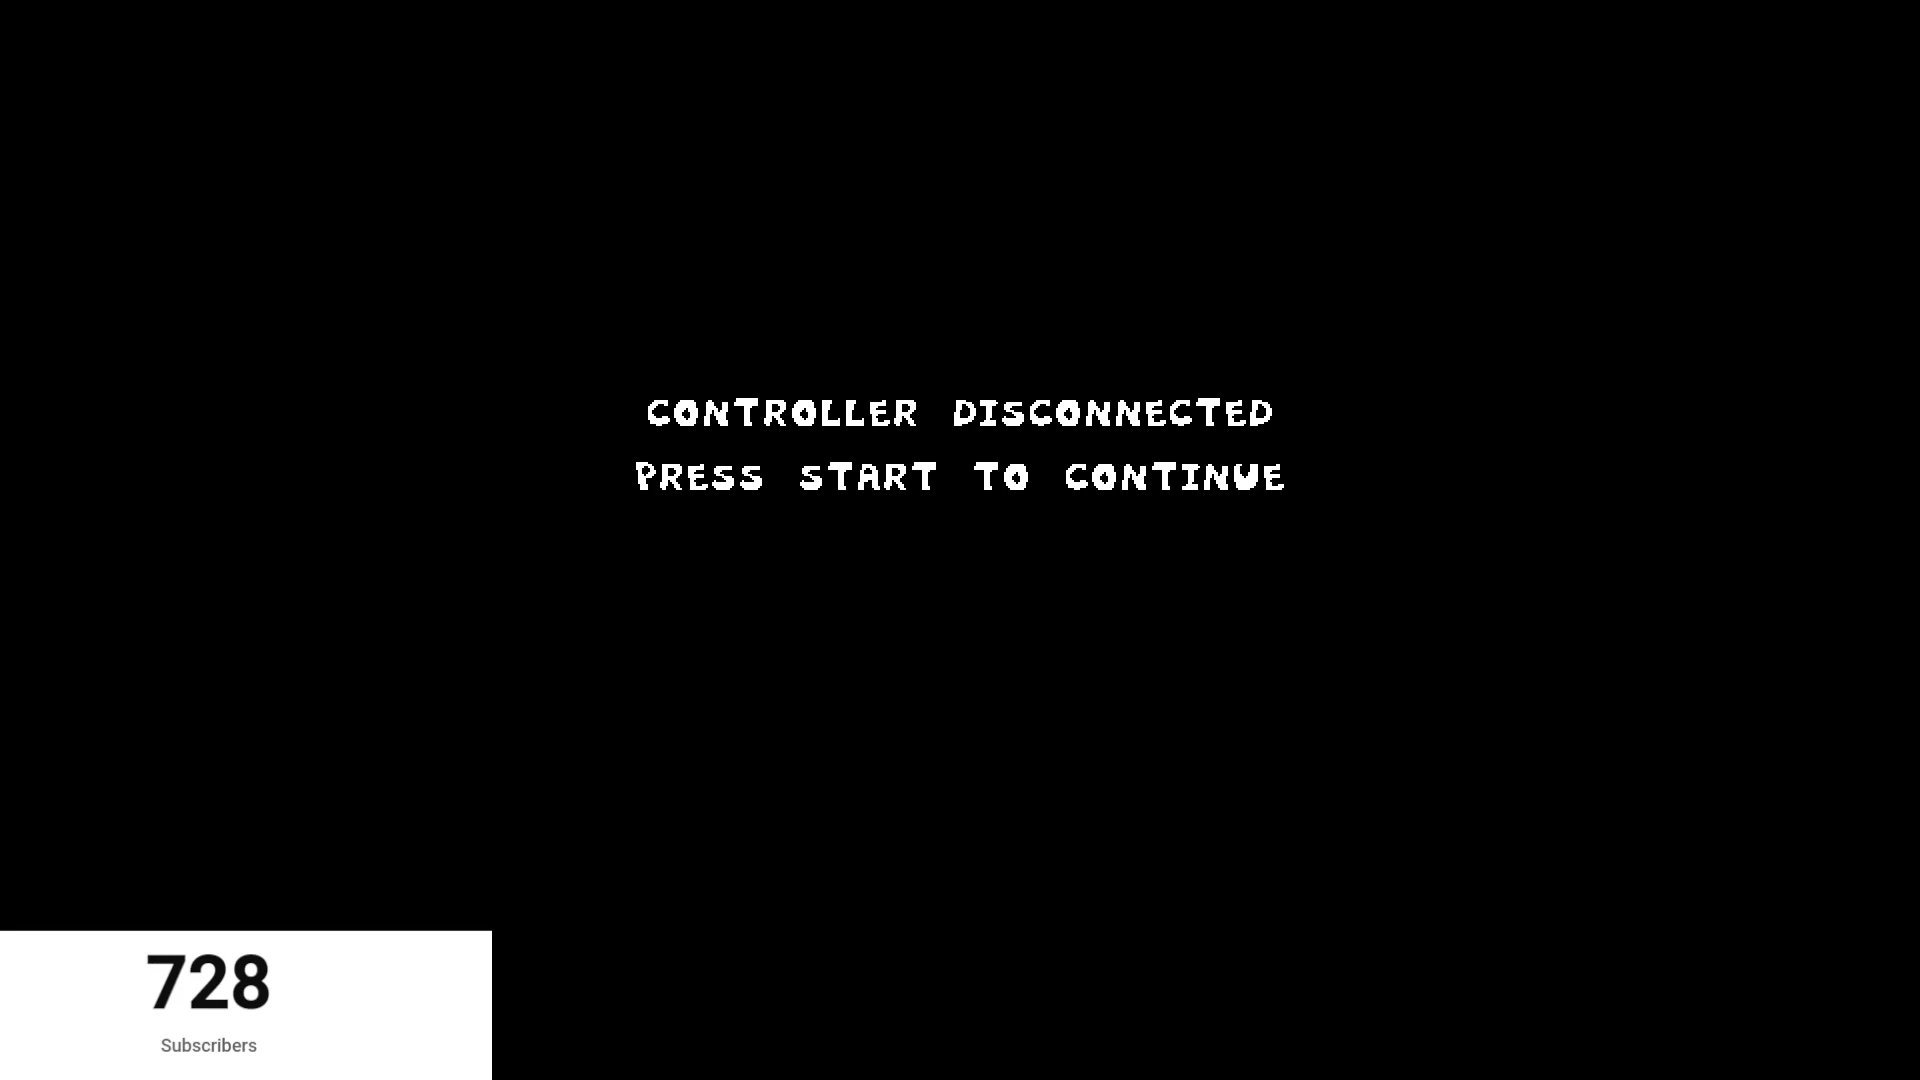 CONTROLLER DISCONNECTED
PRESS START TO CONTINUE
728
Subscribers